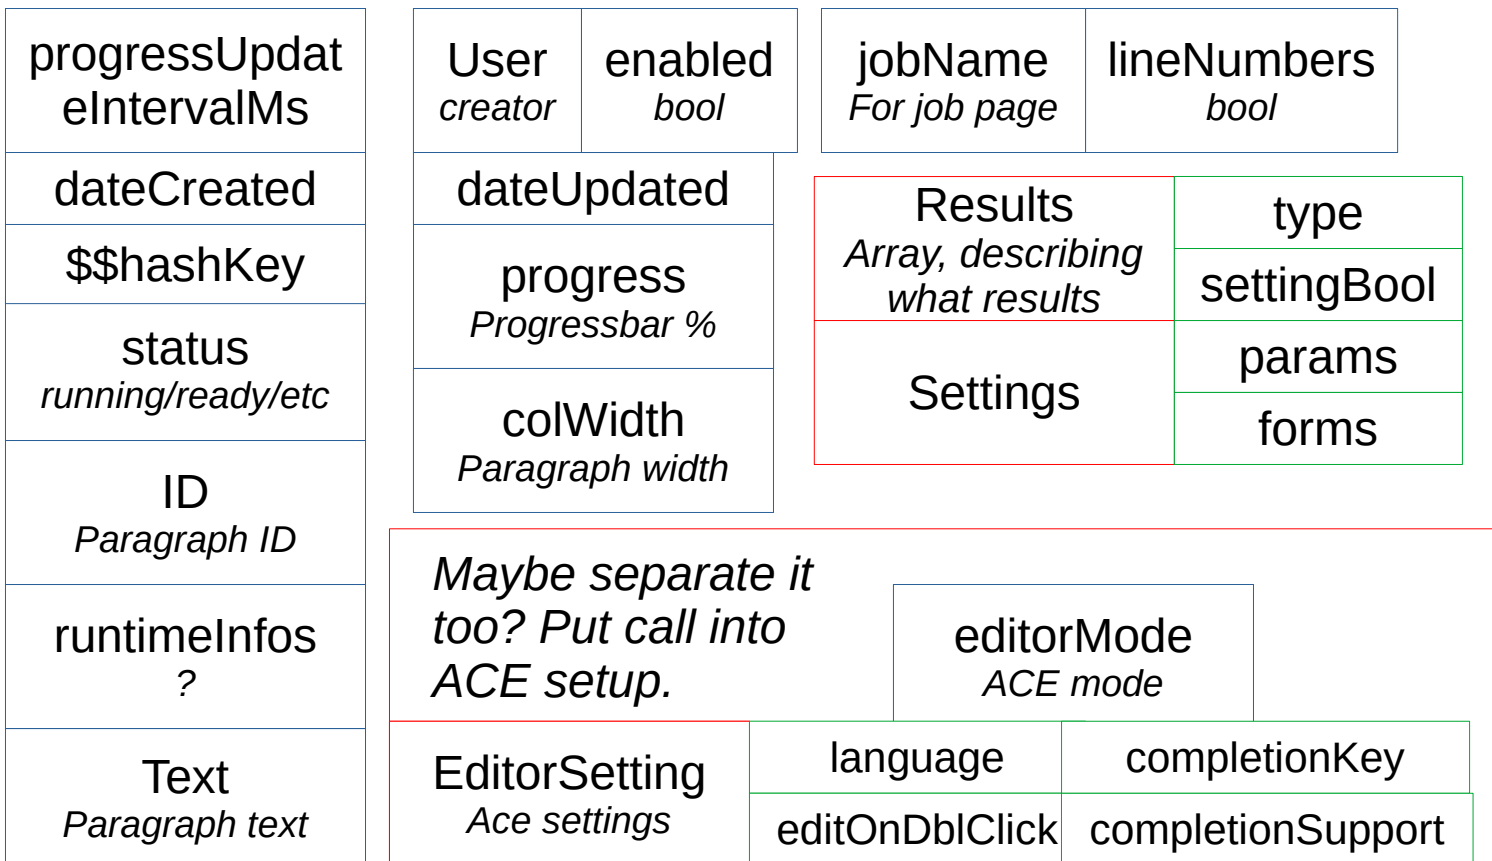 progressUpdat
eIntervalMs
dateCreated
$$hashKey
status
running/ready/etc
ID
Paragraph ID
runtimeInfos
?
Text
Paragraph text
User
creator
enabled
bool
dateUpdated
progress
Progressbar %
colWidth
Paragraph width
jobName
For job page
lineNumbers
bool
Results
Array, describing
what results
type
settingBool
Settings
params
forms
Maybe separate it
too? Put call into
ACE setup.
editorMode
ACE mode
EditorSetting
Ace settings
language
completionKey
editOnDblClick
completionSupport